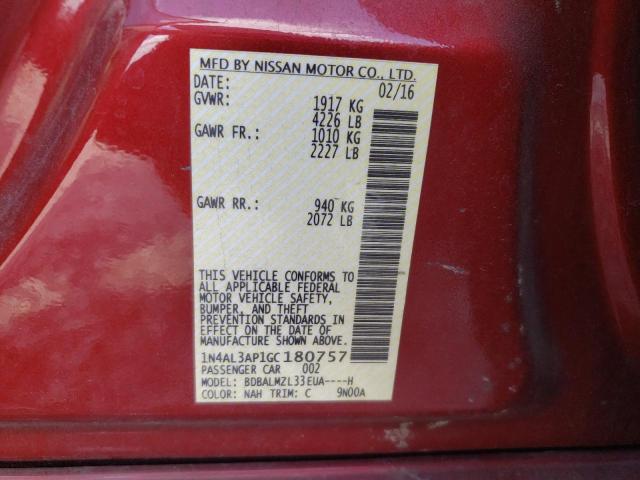 MFD BY NISSAN MOTOR CO., LTD.
DATE: 02/16
GVWR: 1917 KG
4226 LB
GAWR FR.: 1010 KG
2227 LB
GAWR RR.: 940 KG
2072 LB
THIS VEHICLE CONFORMS TO
ALL APPLICABLE FEDERAL
MOTOR VEHICLE SAFETY,
BUMPER, AND THEFT
PREVENTION STANDARDS IN
EFFECT ON THE DATE OF
MANUFACTURE SHOWN ABOVE.
1N4AL3AP1GC180757
PASSENGER CAR 002
MODEL: BDBALMZL33EUA----H
COLOR: NAH TRIM: C 9N00A